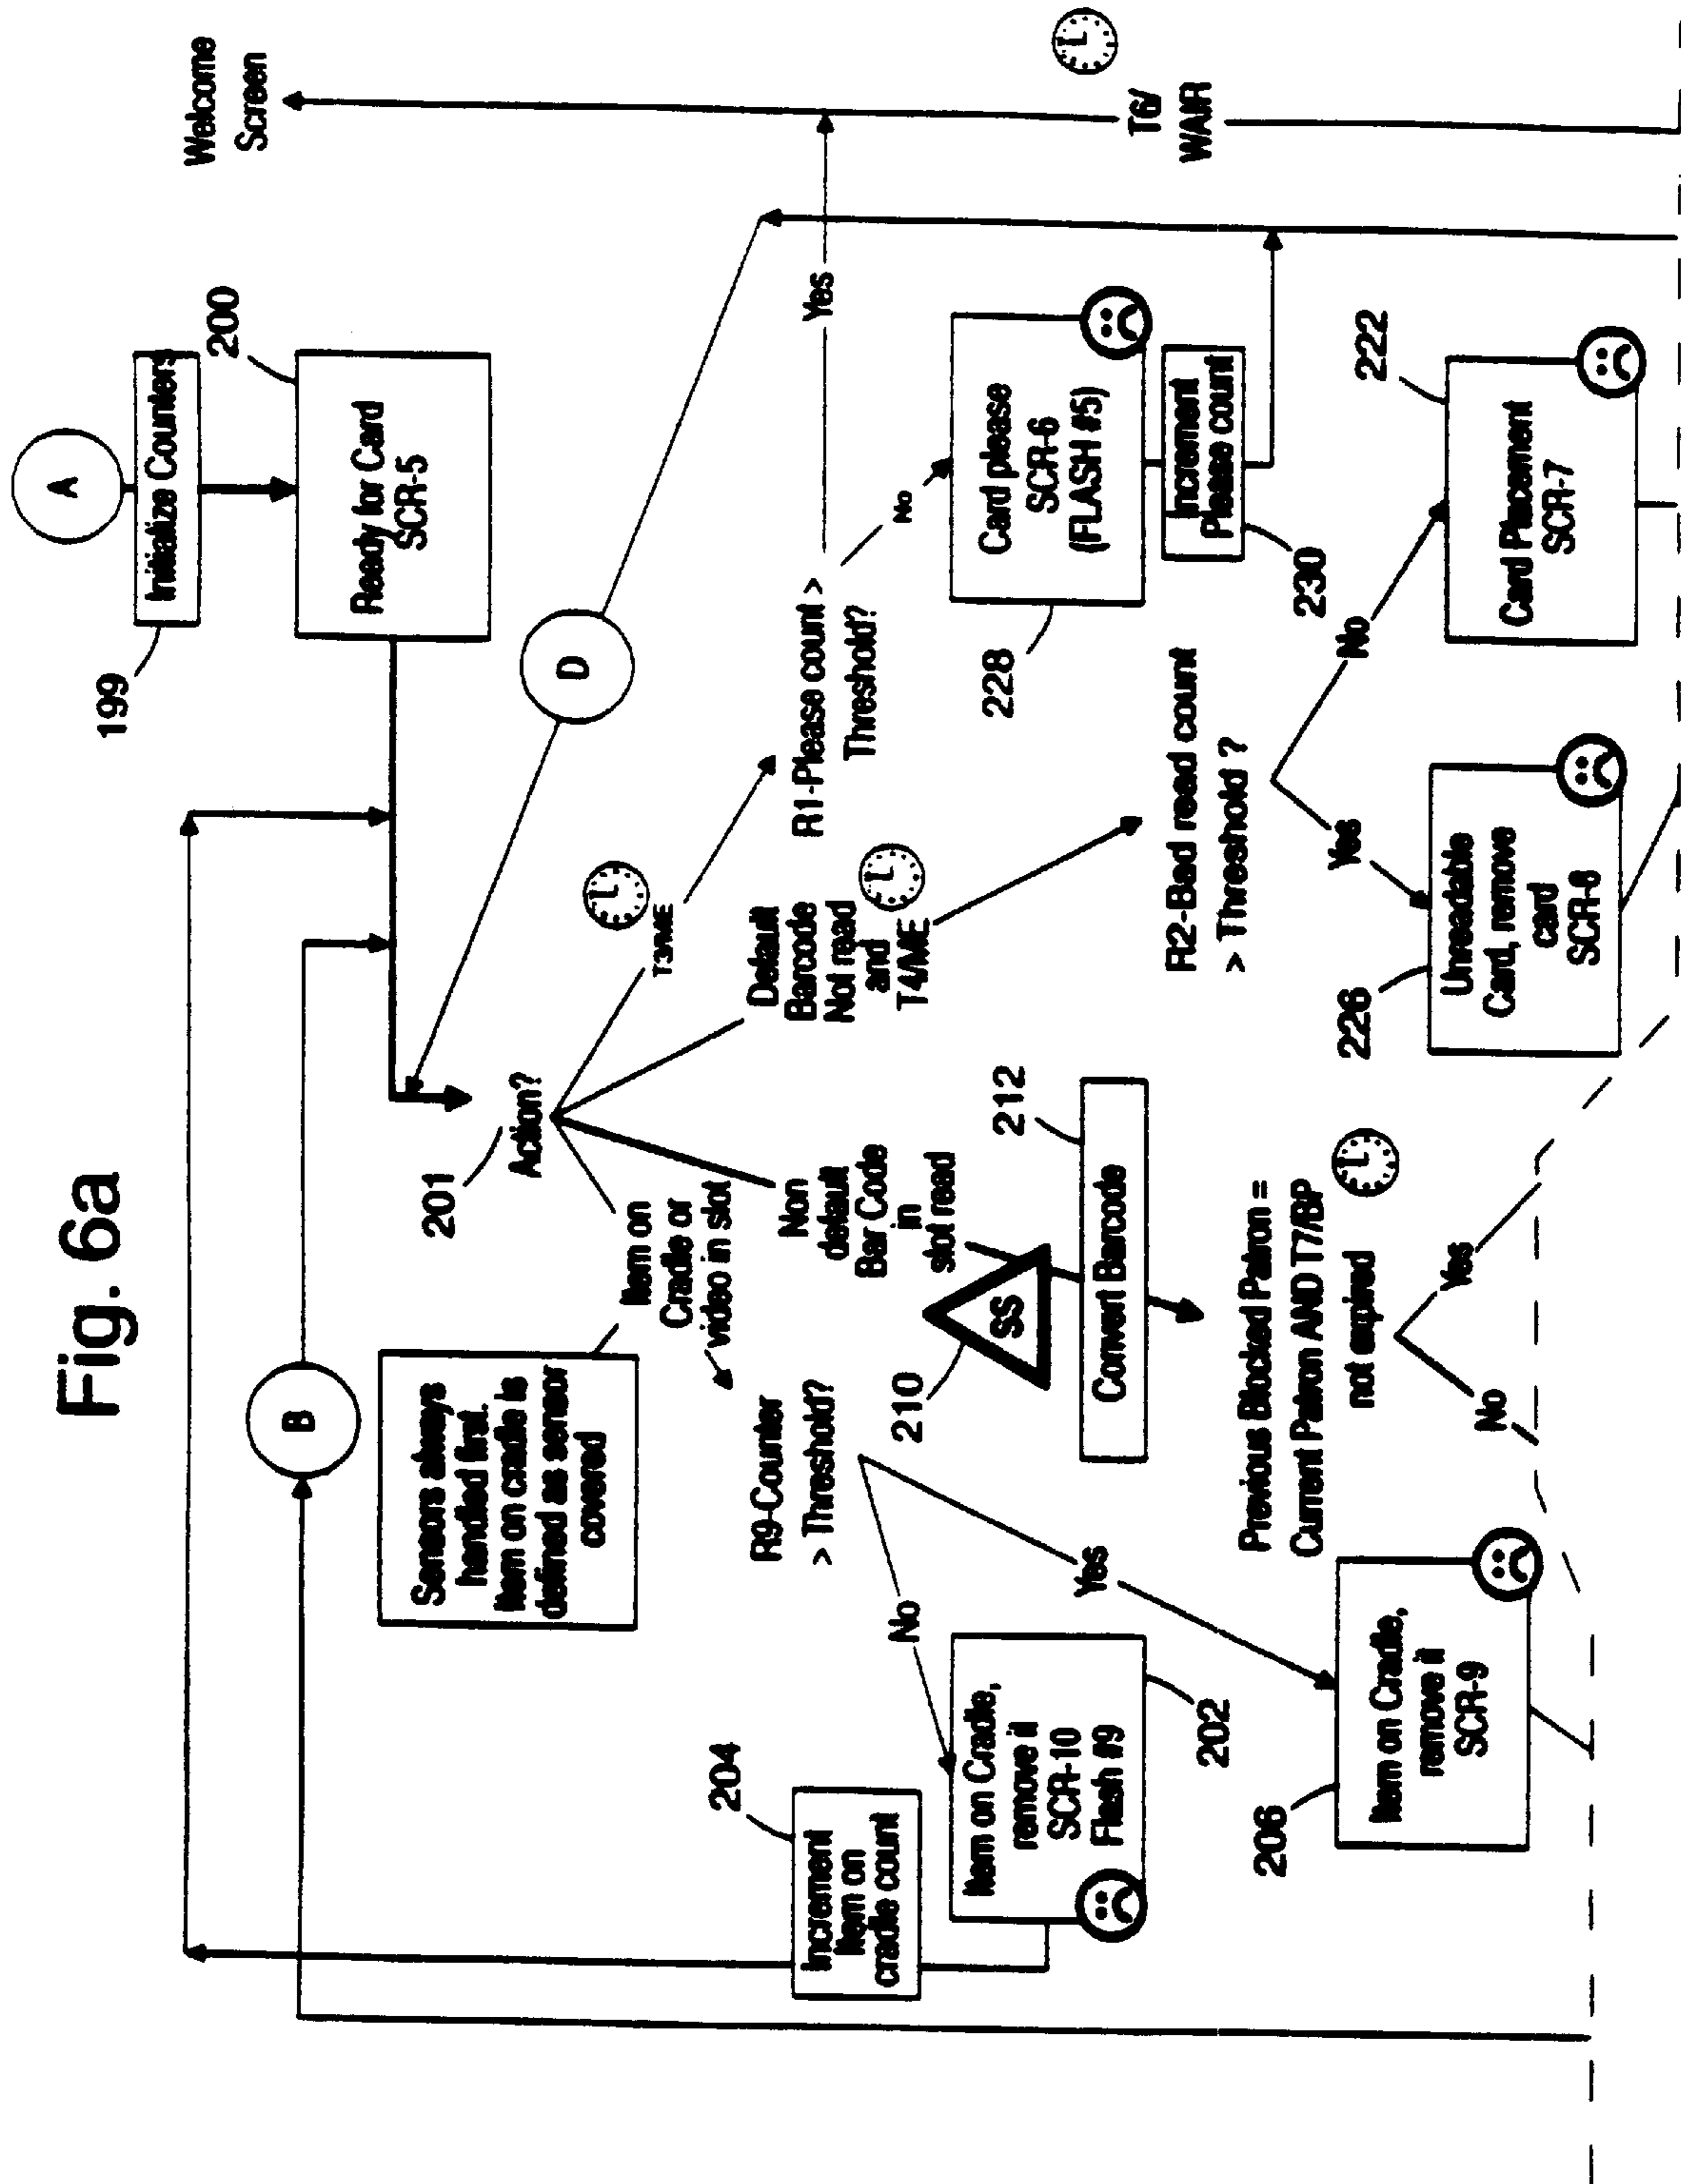 Fig. 6a
A
Initiatize Counters
199
200
Ready for Card
SCR-5
Welcome
Screen
B
D
201
Action?
Sensors always
handled first.
Item on cradle is
defined as sensor
covered
Item on
Cradle or
video in slot
Non
default
Bar Code
in
slot read
Default
Barcode
Not read
and
T4/ME
T3/ME
R1-Please count >
Threshold?
Yes
No
T6/
WAIR
204
Increment
Item on
cradle count
R9-Counter
> Threshold?
No
Yes
Item on Cradle,
remove it
SCR-10
Flash #9
202
206
Item on Cradle,
remove it
SCR-9
210
SS
212
Convert Barcode
Previous Blocked Patron =
Current Patron AND T7/BP
not expired
No
Yes
228
Card please
SCR-6
(FLASH #5)
Increment
Please count
230
R2-Bad read count
> Threshold ?
Yes
No
226
Unreadable
Card, remove
card
SCR-8
222
Card Placement
SCR-7